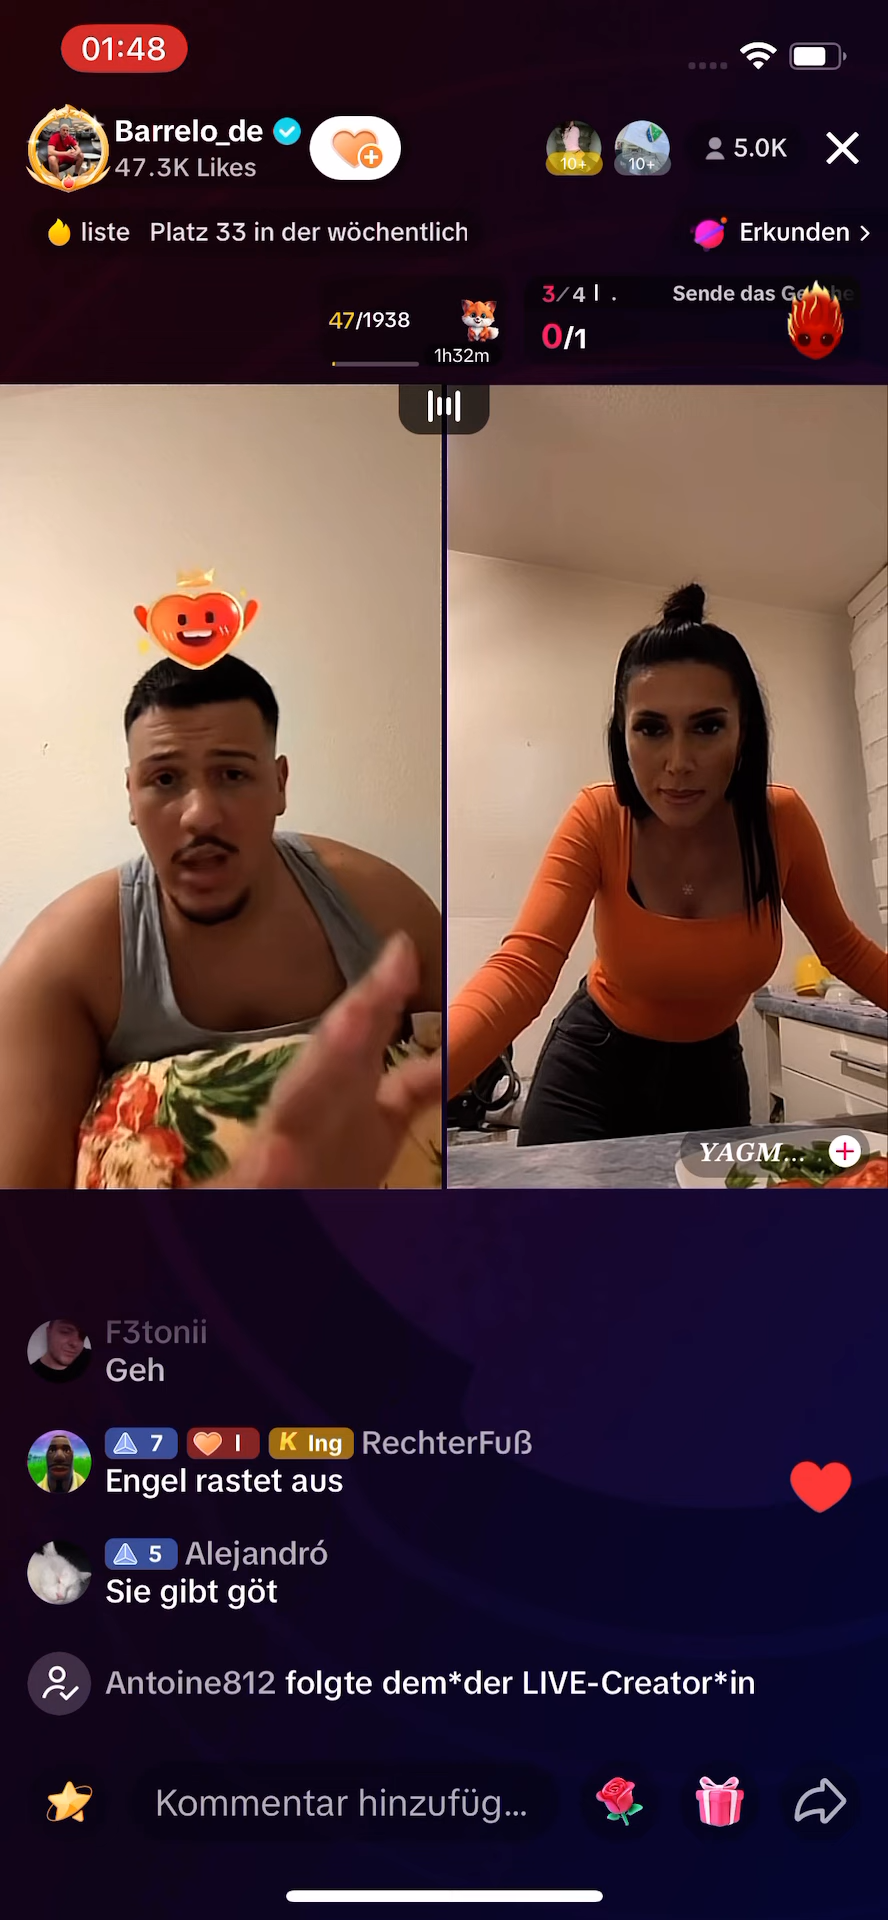 01:48
Barrelo_de
47.3K Likes
10+
10+
5.0K
liste Platz 33 in der wöchentlich
Erkunden >
47/1938
1h32m
3/4
Sende das
0/1
YAGM...
F3tonii
Geh
7 I K Ing RechterFuß
Engel rastet aus
5 Alejandró
Sie gibt göt
Antoine812 folgte dem*der LIVE-Creator*in
Kommentar hinzufüg...